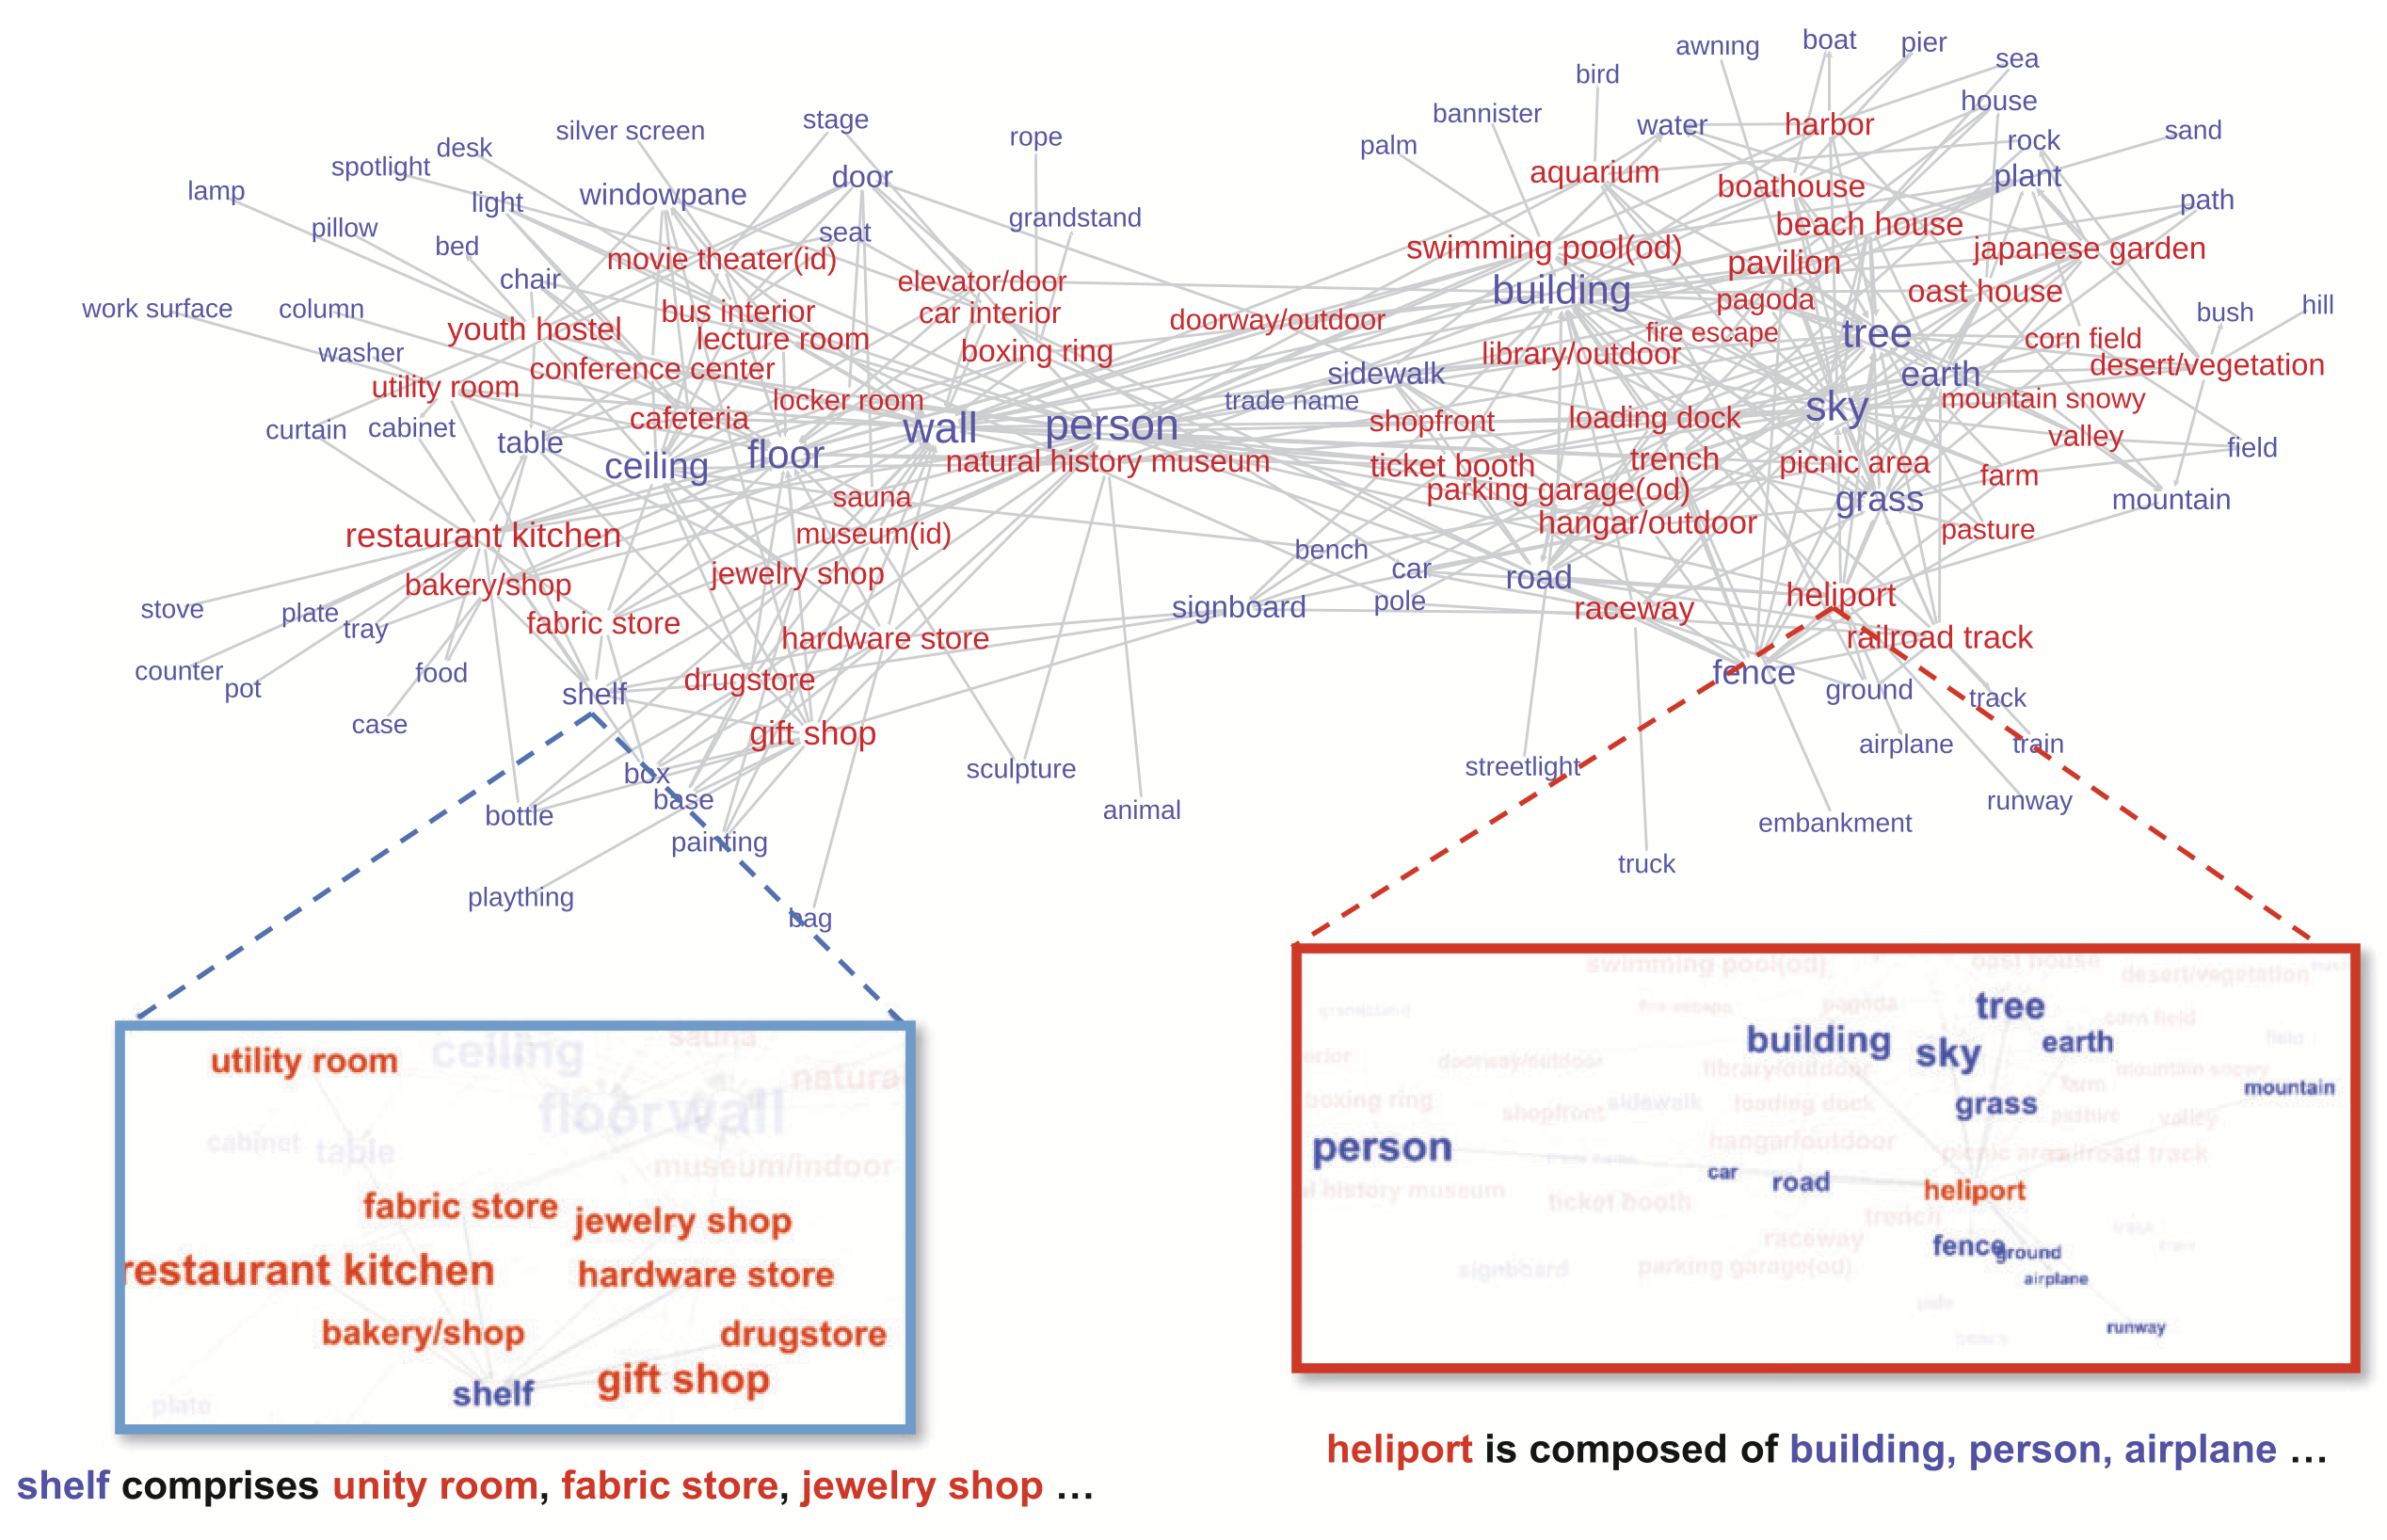 awning
boat
pier
sea
bird
house
bannister
water
harbor
rock
sand
palm
stage
silver screen
rope
desk
spotlight
door
aquarium
boathouse
plant
path
lamp
light
windowpane
grandstand
beach house
pillow
seat
bed
movie theater(id)
swimming pool(od)
pavilion
japanese garden
chair
elevator/door
building
pagoda
oast house
work surface
column
bus interior
car interior
doorway/outdoor
bush
hill
youth hostel
lecture room
fire escape
tree
corn field
washer
boxing ring
library/outdoor
desert/vegetation
conference center
sidewalk
earth
utility room
locker room
trade name
mountain snowy
cafeteria
wall
person
shopfront
loading dock
sky
curtain
cabinet
table
valley
field
floor
ceiling
natural history museum
ticket booth
trench
picnic area
farm
parking garage(od)
grass
mountain
sauna
restaurant kitchen
museum(id)
hangar/outdoor
pasture
bench
jewelry shop
car
road
bakery/shop
heliport
stove
plate
tray
fabric store
signboard
pole
raceway
hardware store
railroad track
counter
pot
food
shelf
drugstore
fence
ground
track
case
gift shop
airplane
train
box
sculpture
streetlight
base
bottle
animal
runway
painting
embankment
truck
plaything
bag
utility room
ceiling
sauna
natura
floor
wall
cabinet
table
museum/indoor
fabric store
jewelry shop
restaurant kitchen
hardware store
bakery/shop
drugstore
gift shop
shelf
plate
swimming pool(od)
oast house
desert/vegetation
grandstand
fire escape
pagoda
tree
corn field
building
sky
earth
field
erior
doorway/outdoor
library/outdoor
mountain snowy
mountain
boxing ring
shopfront
sidewalk
loading dock
grass
farm
pasture
valley
person
hangar/outdoor
picnic area
railroad track
car
road
heliport
l history museum
ticket booth
trench
raceway
fence
ground
track
train
signboard
parking garage(od)
airplane
pole
runway
bench
heliport is composed of building, person, airplane ...
shelf comprises unity room, fabric store, jewelry shop ...